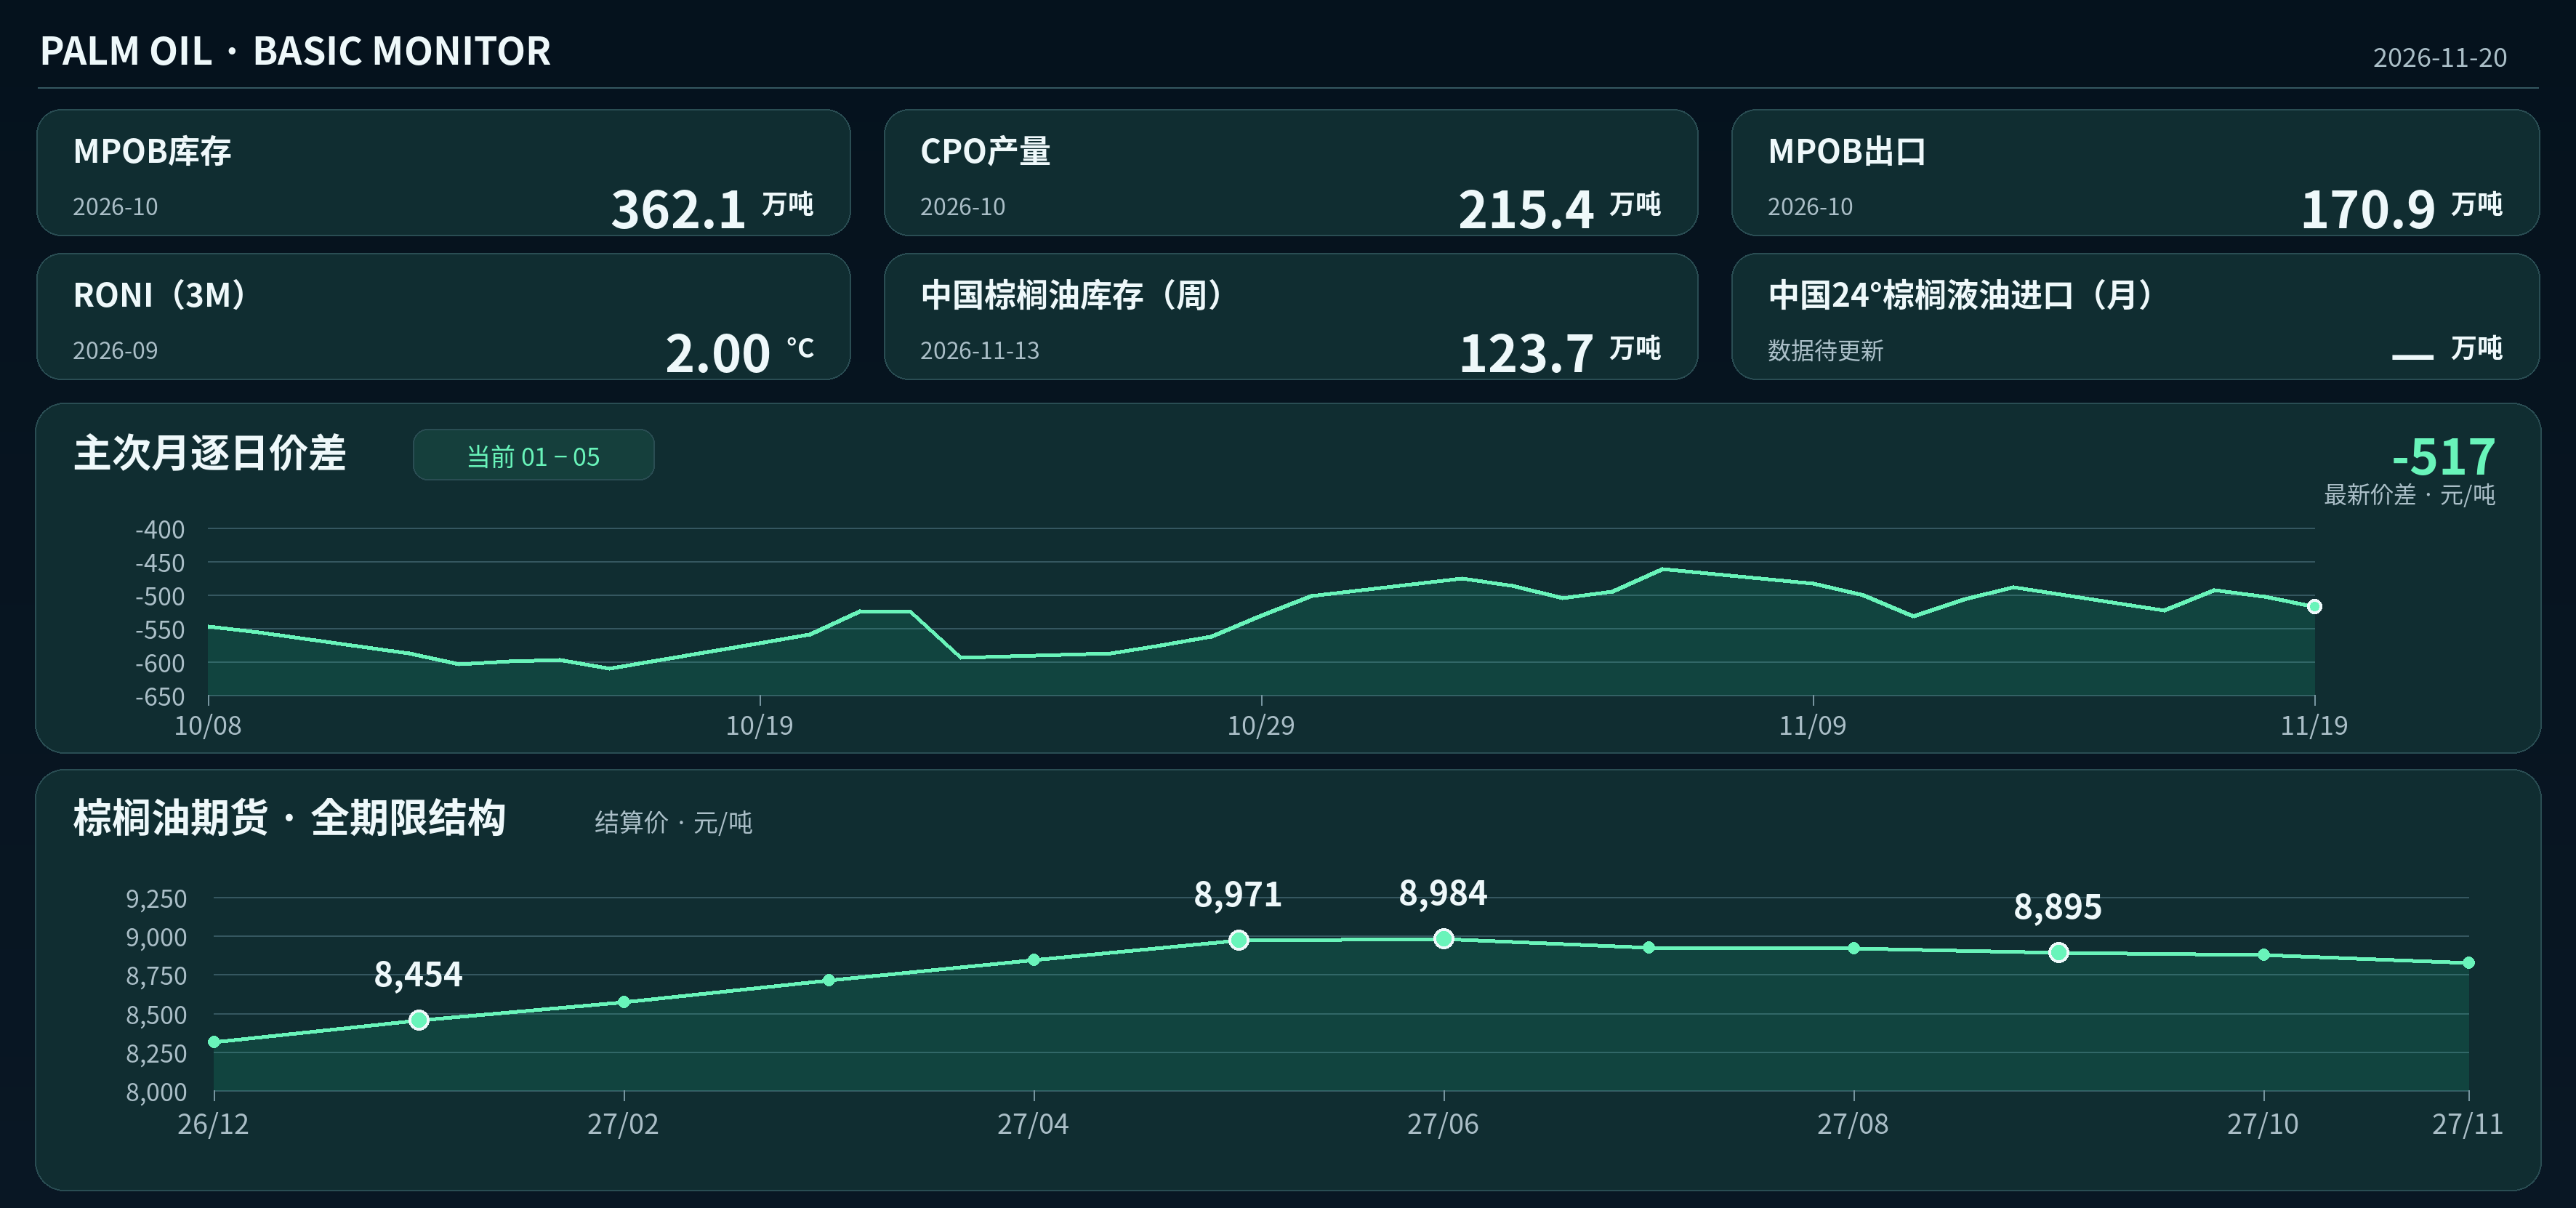 PALM OIL · BASIC MONITOR
2026-11-20
MPOB库存
2026-10
362.1 万吨
CPO产量
2026-10
215.4 万吨
MPOB出口
2026-10
170.9 万吨
RONI（3M）
2026-09
2.00 °C
中国棕榈油库存（周）
2026-11-13
123.7 万吨
中国24°棕榈液油进口（月）
数据待更新
— 万吨
主次月逐日价差
当前 01 – 05
-517
最新价差 · 元/吨
-400
-450
-500
-550
-600
-650
10/08
10/19
10/29
11/09
11/19
棕榈油期货 · 全期限结构
结算价 · 元/吨
9,250
9,000
8,750
8,500
8,250
8,000
8,454
8,971
8,984
8,895
26/12
27/02
27/04
27/06
27/08
27/10
27/11